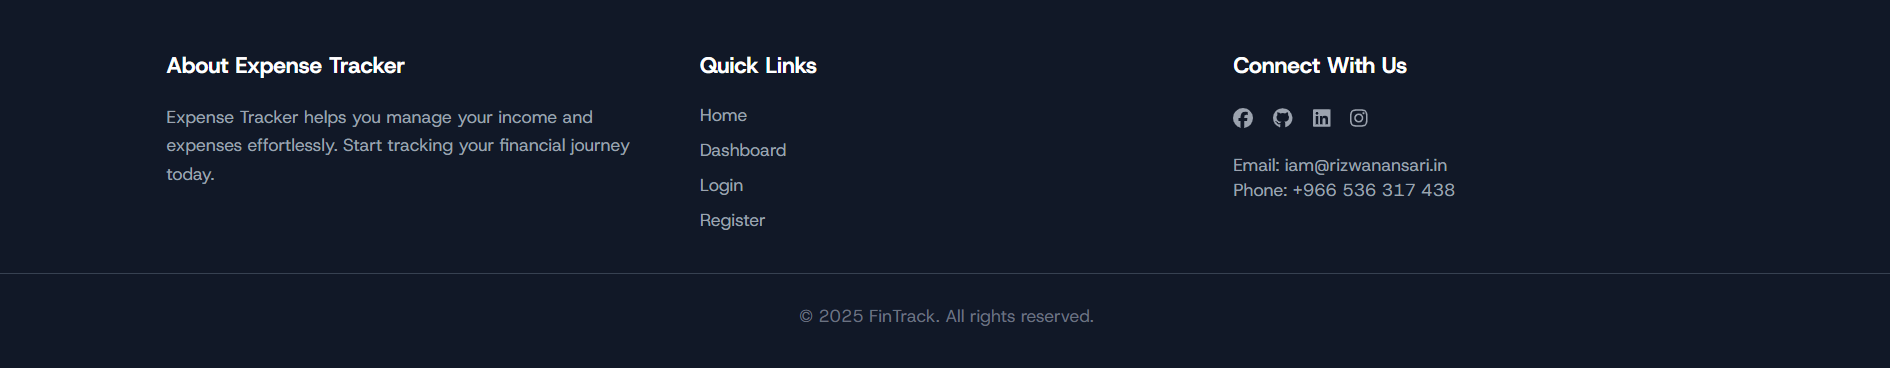 About Expense Tracker
Expense Tracker helps you manage your income and
expenses effortlessly. Start tracking your financial journey
today.
Quick Links
Home
Dashboard
Login
Register
Connect With Us
Email: iam@rizwanansari.in
Phone: +966 536 317 438
© 2025 FinTrack. All rights reserved.